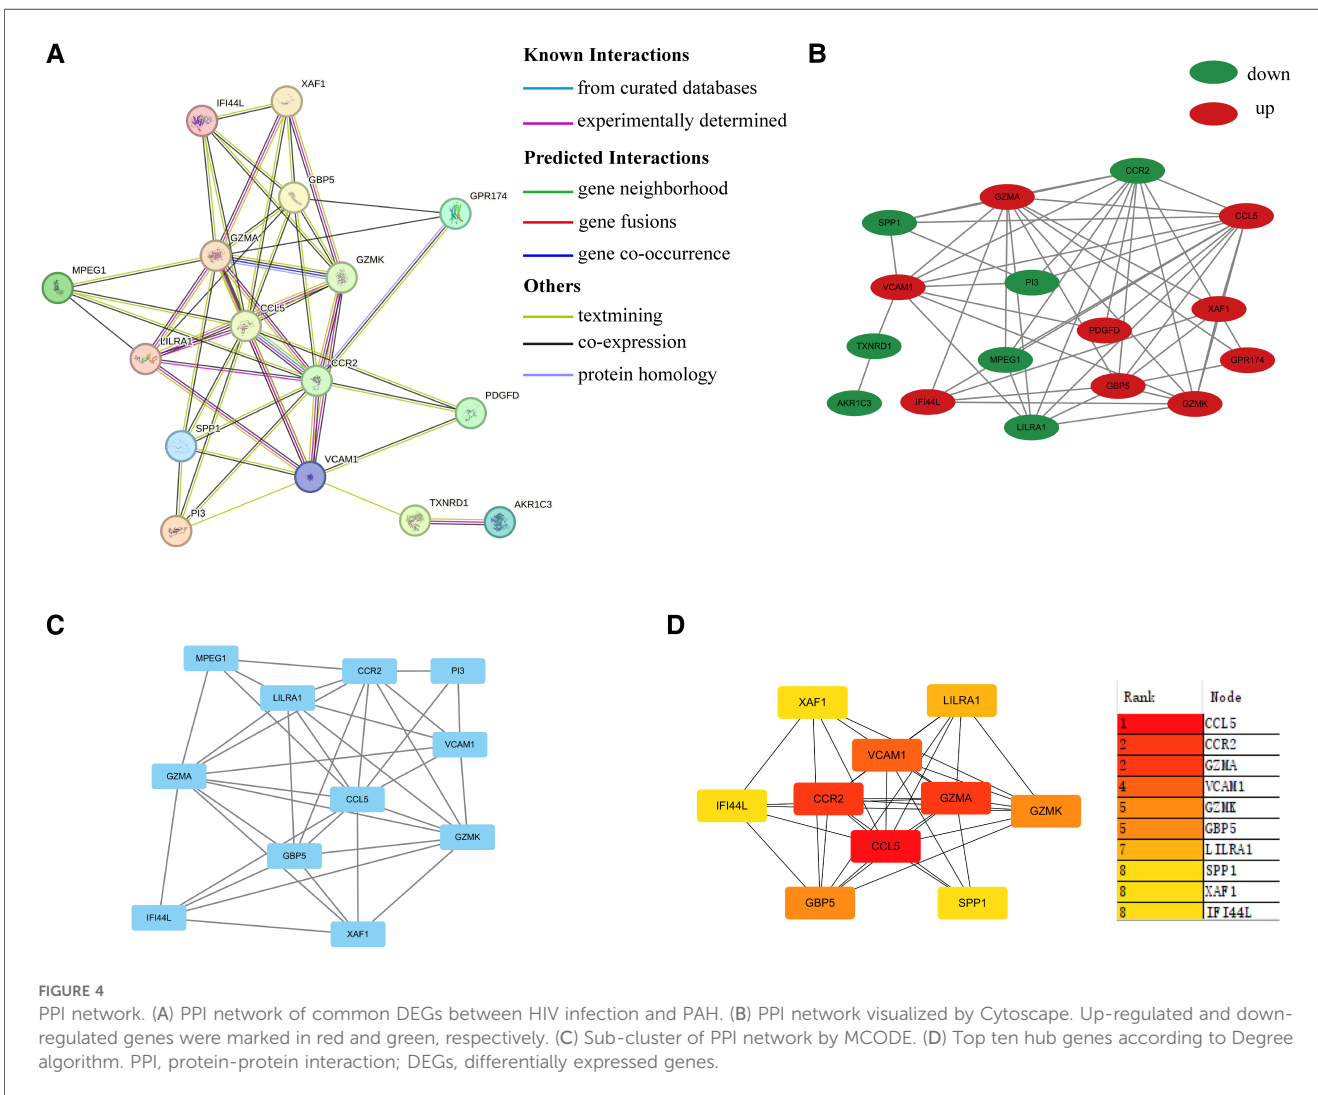 A
Known Interactions
from curated databases
experimentally determined
Predicted Interactions
gene neighborhood
gene fusions
gene co-occurrence
Others
textmining
co-expression
protein homology
XAF1
IFI44L
GBP5
GPR174
GZMA
GZMK
MPEG1
CCL5
LILRA1
CCR2
PDGFD
SPP1
VCAM1
PI3
TXNRD1
AKR1C3
B
down
up
CCR2
GZMA
CCL5
SPP1
PI3
VCAM1
XAF1
PDGFD
TXNRD1
MPEG1
GPR174
GBP5
AKR1C3
IFI44L
GZMK
LILRA1
C
MPEG1
CCR2
PI3
LILRA1
VCAM1
GZMA
CCL5
GZMK
GBP5
IFI44L
XAF1
D
XAF1
LILRA1
VCAM1
IFI44L
CCR2
GZMA
GZMK
CCL5
GBP5
SPP1
Rank Node
1 CCL5
2 CCR2
2 GZMA
4 VCAM1
5 GZMK
5 GBP5
7 LILRA1
8 SPP1
8 XAF1
8 IFI44L
FIGURE 4
PPI network. (A) PPI network of common DEGs between HIV infection and PAH. (B) PPI network visualized by Cytoscape. Up-regulated and down-
regulated genes were marked in red and green, respectively. (C) Sub-cluster of PPI network by MCODE. (D) Top ten hub genes according to Degree
algorithm. PPI, protein-protein interaction; DEGs, differentially expressed genes.